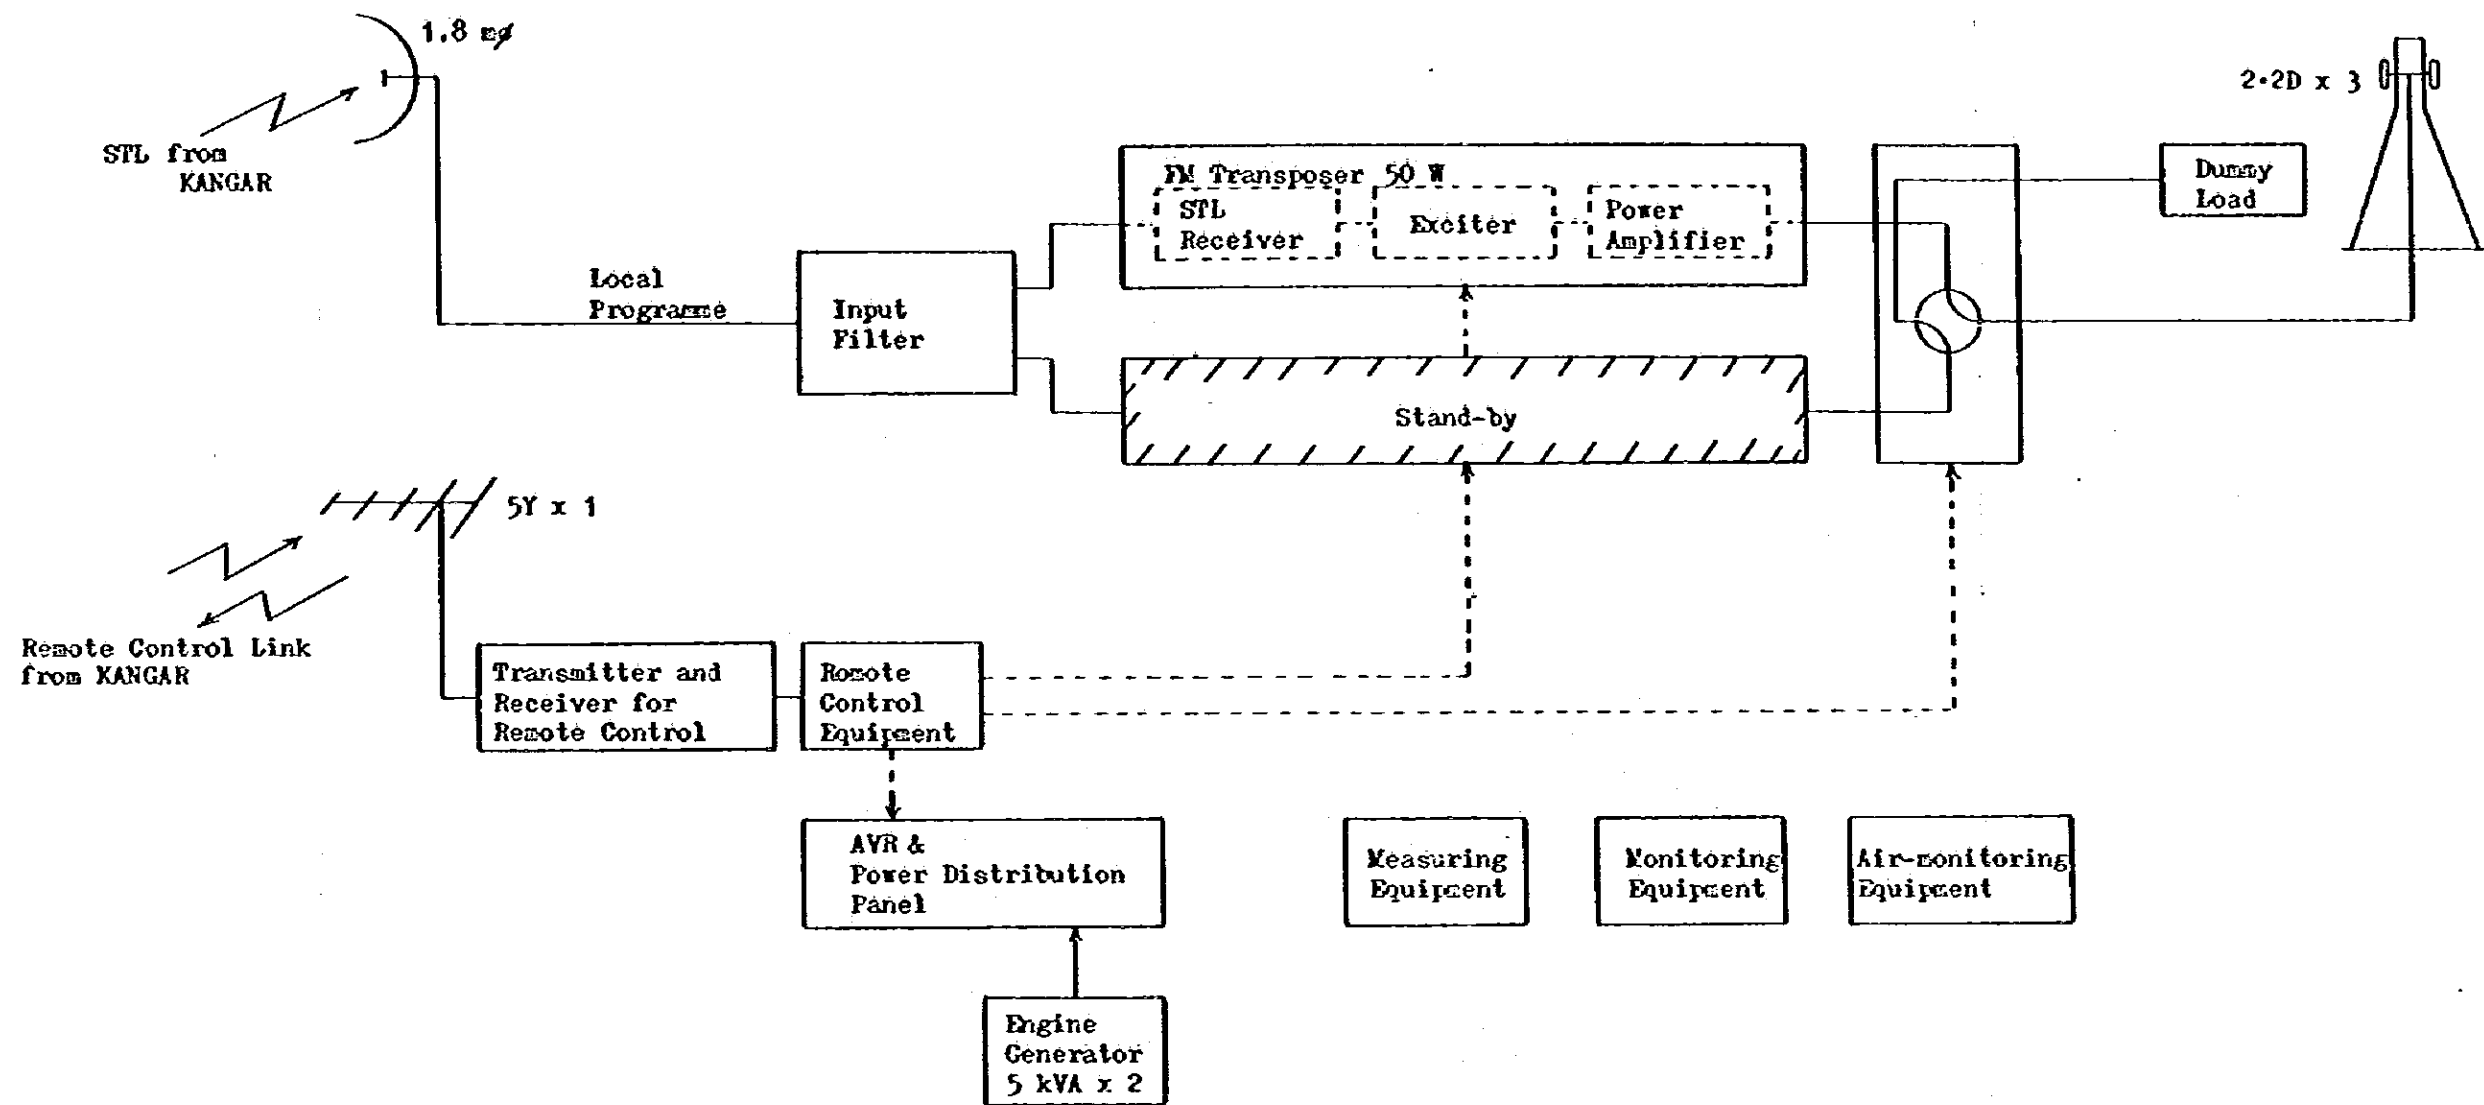 1.8 mø
2·2D x 3
STL from
KANGAR
FM Transposer 50 W
STL
Receiver
Exciter
Power
Amplifier
Dummy
Load
Local
Programme
Input
Filter
Stand-by
5Y x 1
Remote Control Link
from KANGAR
Transmitter and
Receiver for
Remote Control
Remote
Control
Equipment
AVR &
Power Distribution
Panel
Measuring
Equipment
Monitoring
Equipment
Air-monitoring
Equipment
Engine
Generator
5 kVA x 2